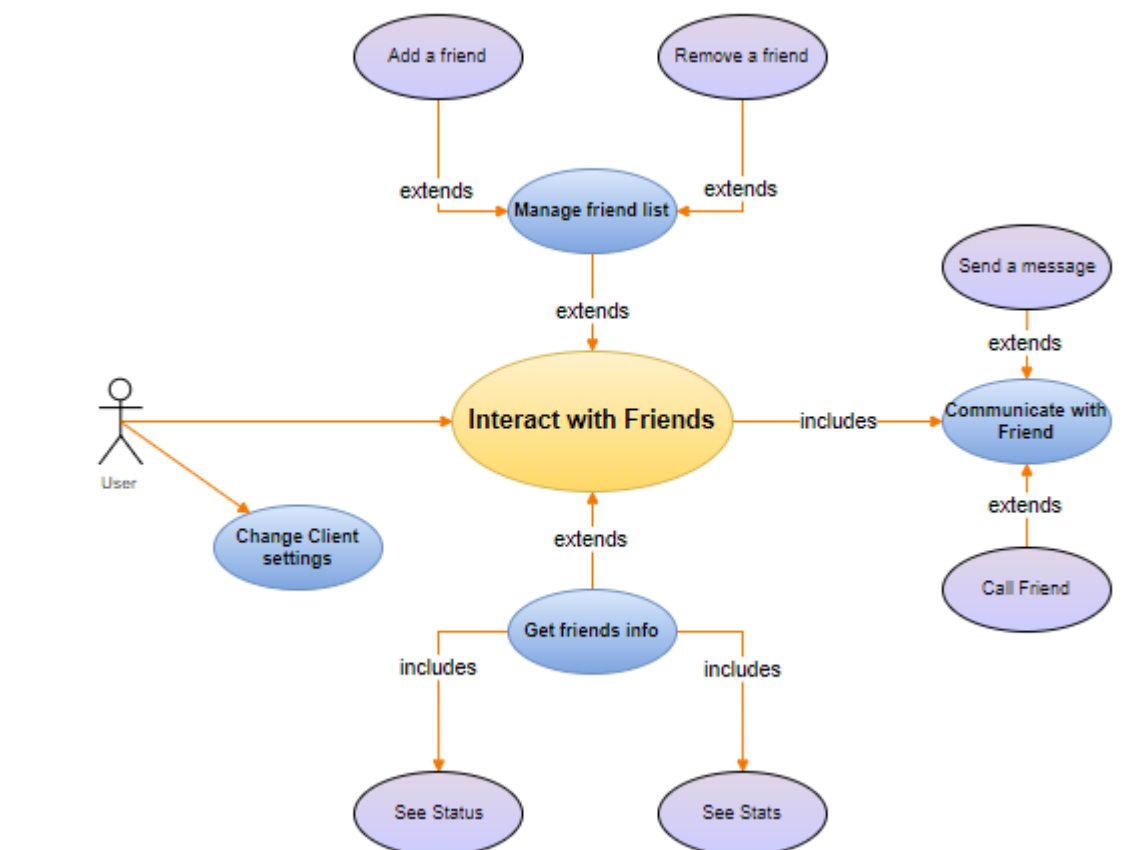 Add a friend
Remove a friend
extends
extends
Manage friend list
Send a message
extends
extends
Interact with Friends
includes
Communicate with
Friend
User
extends
extends
Change Client
settings
Call Friend
Get friends info
includes
includes
See Status
See Stats